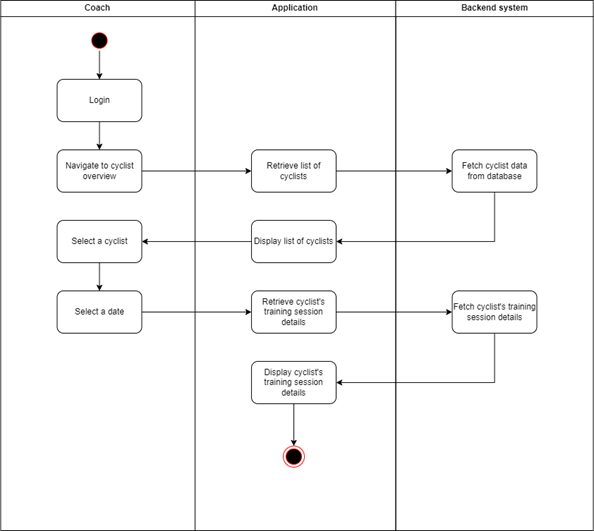 Coach
Application
Backend system
Login
Navigate to cyclist
overview
Retrieve list of
cyclists
Fetch cyclist data
from database
Select a cyclist
Display list of cyclists
Select a date
Retrieve cyclist's
training session
details
Fetch cyclist's training
session details
Display cyclist's
training session
details